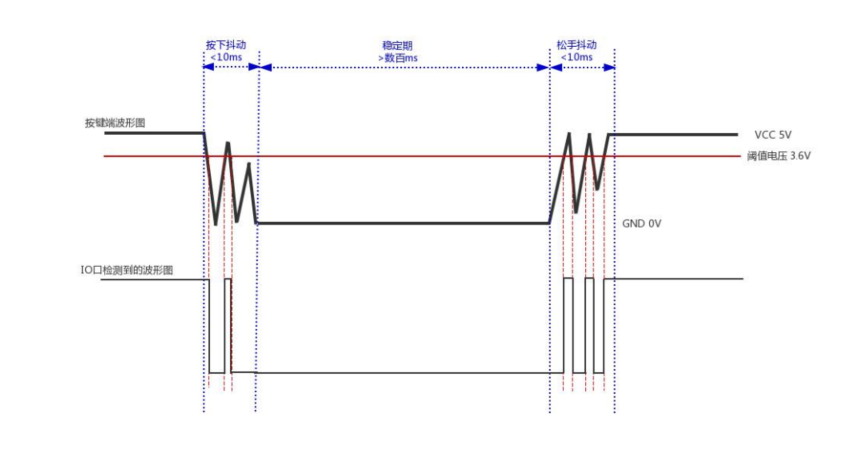 按下抖动
<10ms
稳定期
>数百ms
松手抖动
<10ms
按键端波形图
VCC 5V
阈值电压 3.6V
GND 0V
IO口检测到的波形图